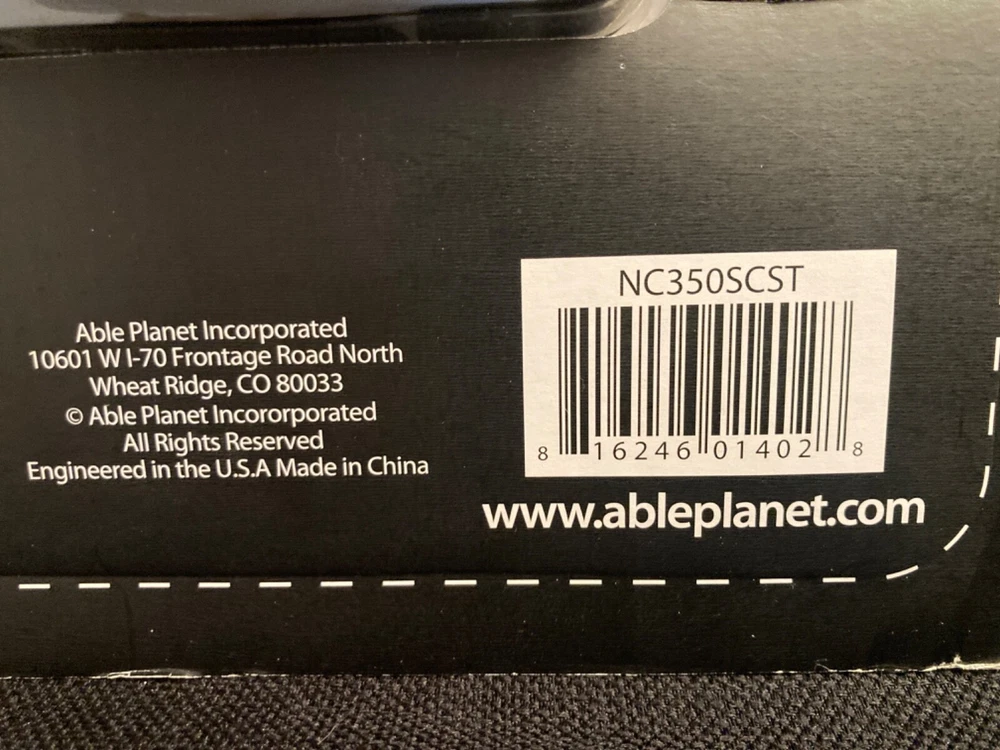 Able Planet Incorporated
10601 W I-70 Frontage Road North
Wheat Ridge, CO 80033
© Able Planet Incororporated
All Rights Reserved
Engineered in the U.S.A Made in China
NC350SCST
8 16246 01402 8
www.ableplanet.com